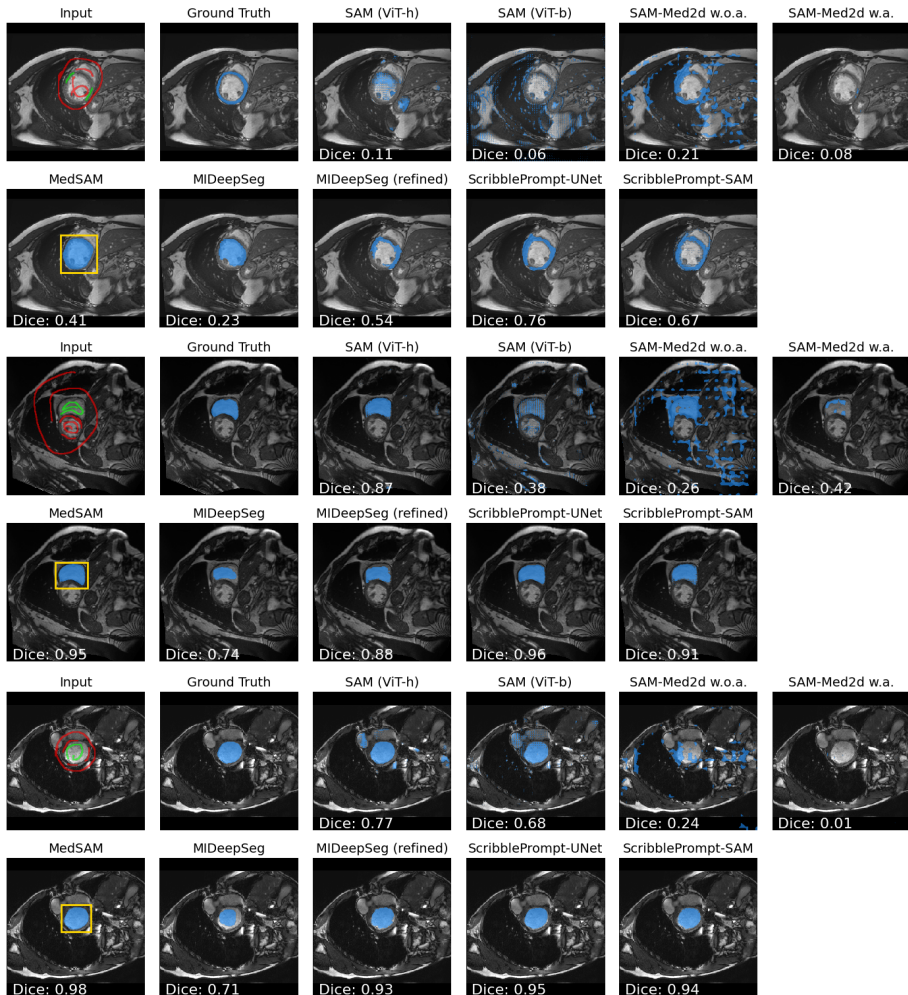 Input Ground Truth SAM (ViT-h) SAM (ViT-b) SAM-Med2d w.o.a. SAM-Med2d w.a.
Dice: 0.11 Dice: 0.06 Dice: 0.21 Dice: 0.08
MedSAM MIDeepSeg MIDeepSeg (refined) ScribblePrompt-UNet ScribblePrompt-SAM
Dice: 0.41 Dice: 0.23 Dice: 0.54 Dice: 0.76 Dice: 0.67
Input Ground Truth SAM (ViT-h) SAM (ViT-b) SAM-Med2d w.o.a. SAM-Med2d w.a.
Dice: 0.87 Dice: 0.38 Dice: 0.26 Dice: 0.42
MedSAM MIDeepSeg MIDeepSeg (refined) ScribblePrompt-UNet ScribblePrompt-SAM
Dice: 0.95 Dice: 0.74 Dice: 0.88 Dice: 0.96 Dice: 0.91
Input Ground Truth SAM (ViT-h) SAM (ViT-b) SAM-Med2d w.o.a. SAM-Med2d w.a.
Dice: 0.77 Dice: 0.68 Dice: 0.24 Dice: 0.01
MedSAM MIDeepSeg MIDeepSeg (refined) ScribblePrompt-UNet ScribblePrompt-SAM
Dice: 0.98 Dice: 0.71 Dice: 0.93 Dice: 0.95 Dice: 0.94